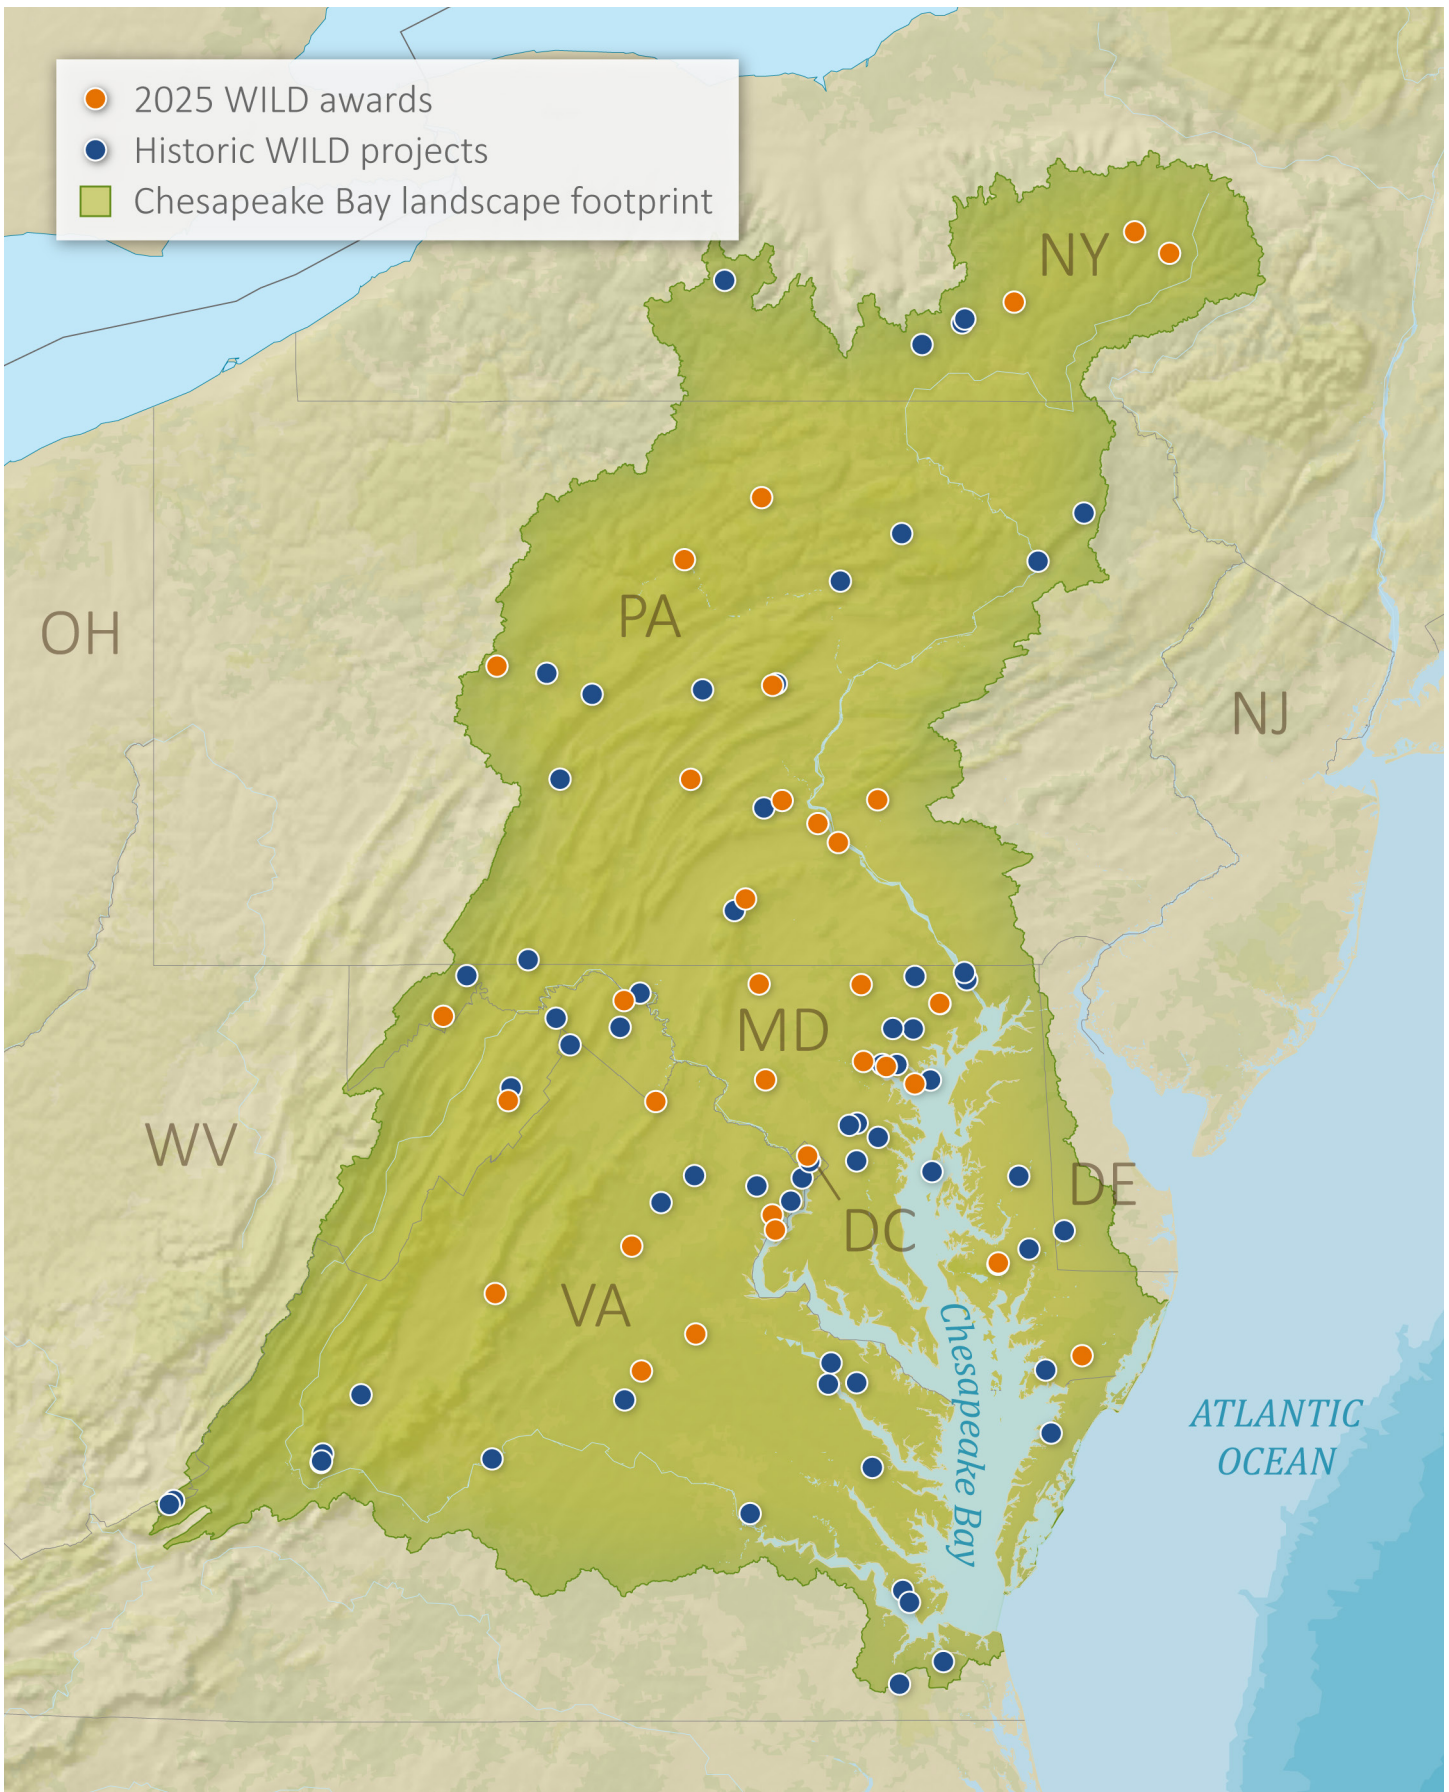 2025 WILD awards
Historic WILD projects
Chesapeake Bay landscape footprint
NY
PA
OH
NJ
MD
WV
DE
DC
VA
Chesapeake Bay
ATLANTIC
OCEAN